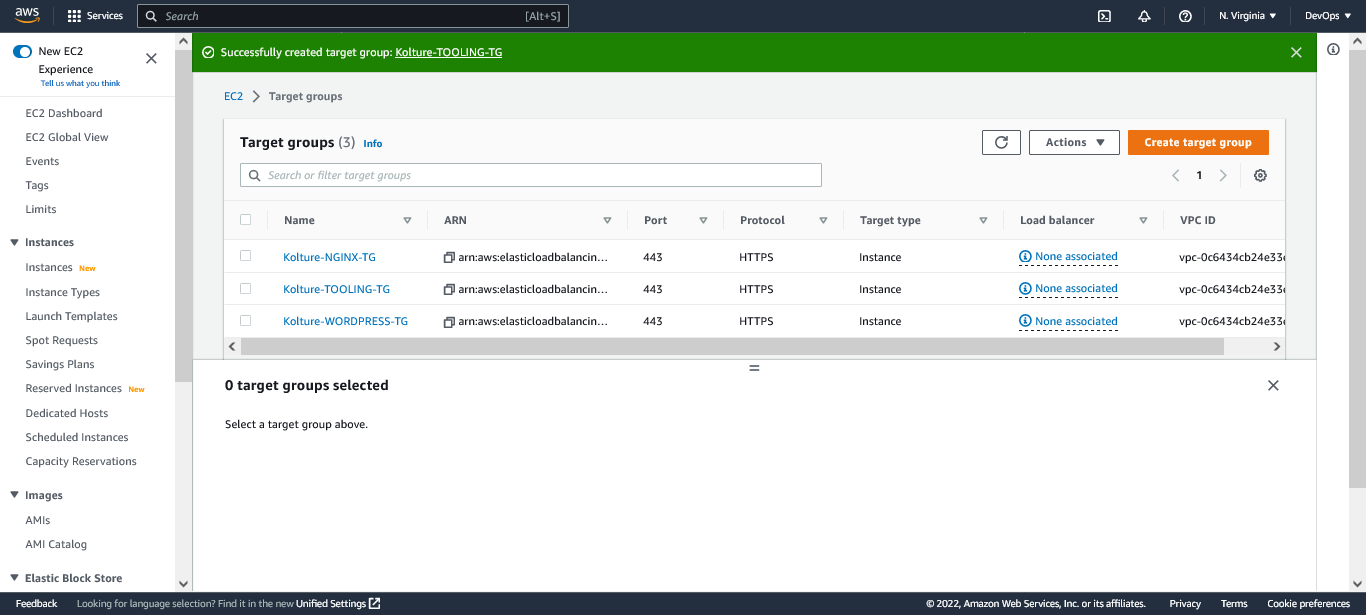 aws Services Search [Alt+S] N. Virginia DevOps
New EC2
Experience
Tell us what you think
EC2 Dashboard
EC2 Global View
Events
Tags
Limits
Instances
Instances New
Instance Types
Launch Templates
Spot Requests
Savings Plans
Reserved Instances New
Dedicated Hosts
Scheduled Instances
Capacity Reservations
Images
AMIs
AMI Catalog
Elastic Block Store
Successfully created target group: Kolture-TOOLING-TG
EC2 Target groups
Target groups (3) Info Actions Create target group
Search or filter target groups 1
Name ARN Port Protocol Target type Load balancer VPC ID
Kolture-NGINX-TG arn:aws:elasticloadbalancin... 443 HTTPS Instance None associated vpc-0c6434cb24e33
Kolture-TOOLING-TG arn:aws:elasticloadbalancin... 443 HTTPS Instance None associated vpc-0c6434cb24e33
Kolture-WORDPRESS-TG arn:aws:elasticloadbalancin... 443 HTTPS Instance None associated vpc-0c6434cb24e33
0 target groups selected
Select a target group above.
Feedback Looking for language selection? Find it in the new Unified Settings © 2022, Amazon Web Services, Inc. or its affiliates. Privacy Terms Cookie preferences